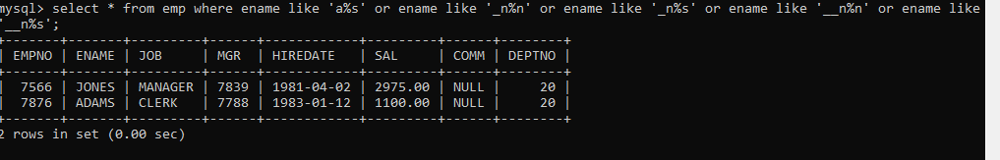 mysql> select * from emp where ename like 'a%s' or ename like '_n%n' or ename like '_n%s' or ename like '__n%n' or ename like
'__n%s';
+-------+-------+---------+------+------------+---------+------+--------+
| EMPNO | ENAME | JOB     | MGR  | HIREDATE   | SAL     | COMM | DEPTNO |
+-------+-------+---------+------+------------+---------+------+--------+
|  7566 | JONES | MANAGER | 7839 | 1981-04-02 | 2975.00 | NULL |     20 |
|  7876 | ADAMS | CLERK   | 7788 | 1983-01-12 | 1100.00 | NULL |     20 |
+-------+-------+---------+------+------------+---------+------+--------+
2 rows in set (0.00 sec)